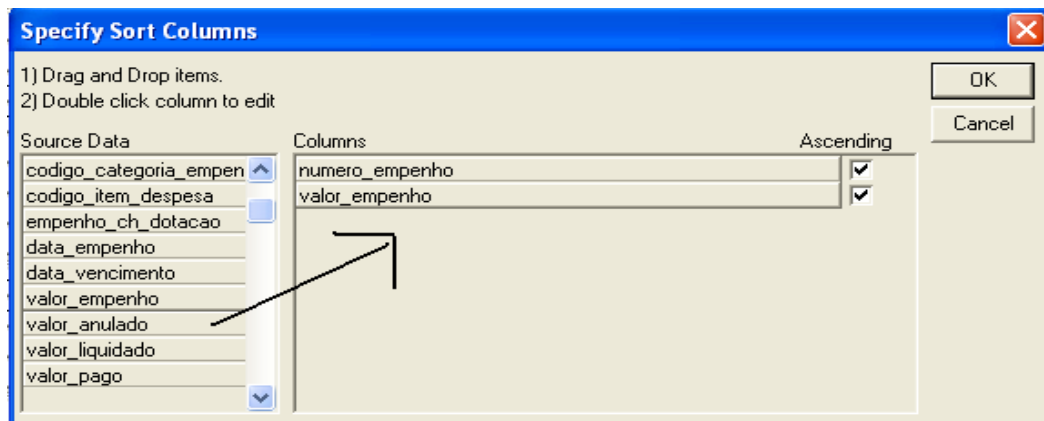 Specify Sort Columns
1) Drag and Drop items.
2) Double click column to edit
OK
Cancel
Source Data
Columns
Ascending
codigo_categoria_empen
codigo_item_despesa
empenho_ch_dotacao
data_empenho
data_vencimento
valor_empenho
valor_anulado
valor_liquidado
valor_pago
numero_empenho
valor_empenho